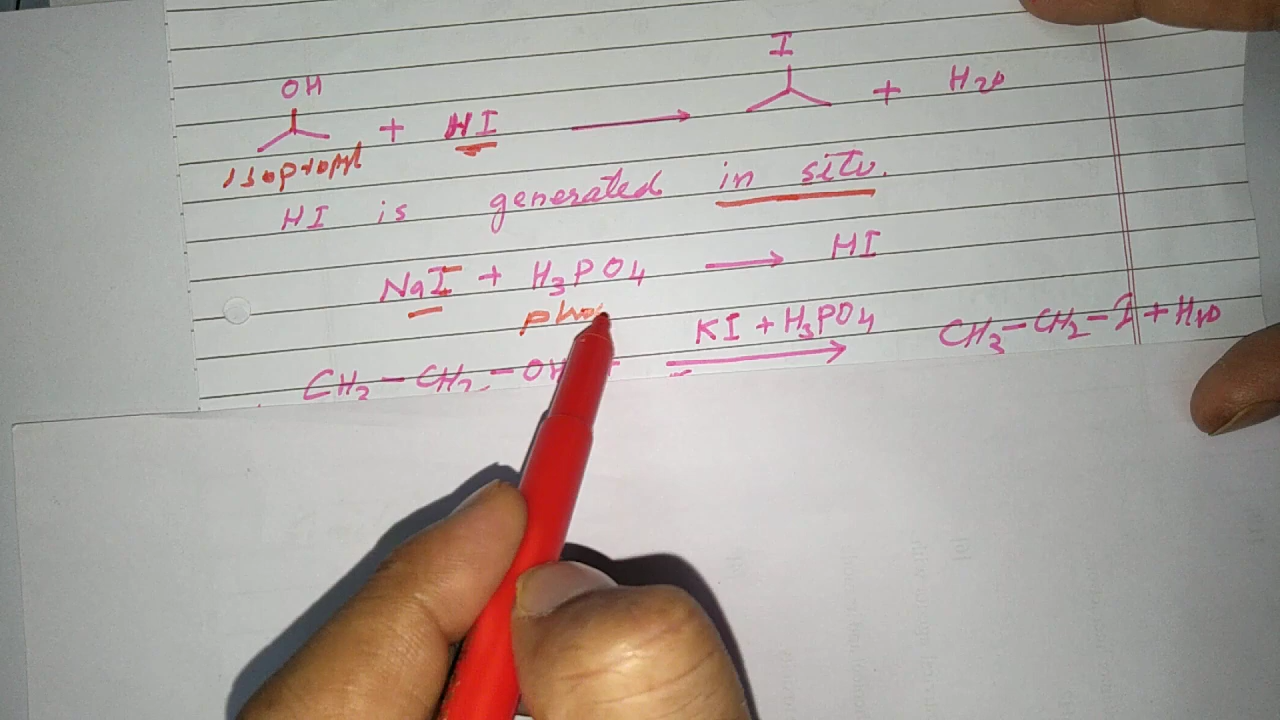 OH I
+ HI → + H2O
Isopropyl
HI is generated in situ.
NaI + H3PO4 → HI
pho
KI + H3PO4
CH3-CH2-OH + → CH3-CH2-I + H2O